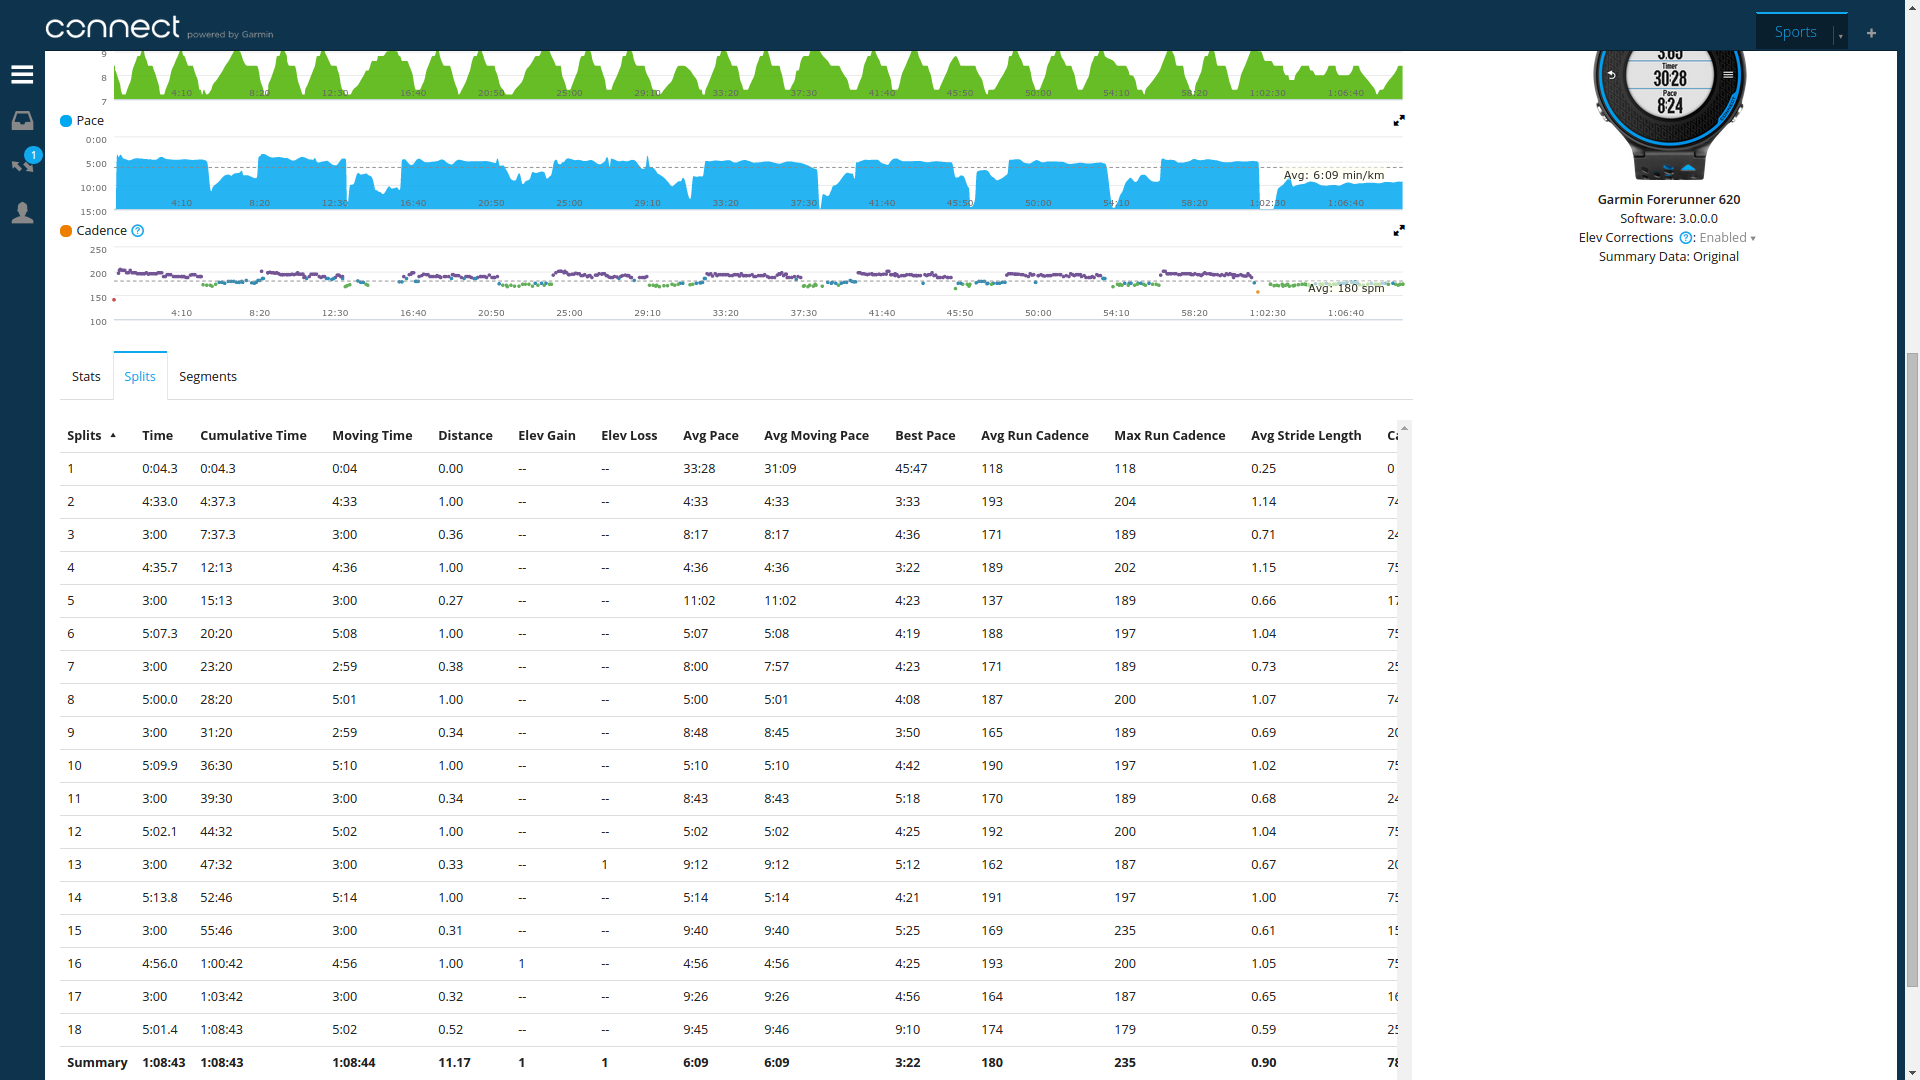 connect powered by Garmin
Sports
9
8
7
4:10 8:20 12:30 16:40 20:50 25:00 29:10 33:20 37:30 41:40 45:50 50:00 54:10 58:20 1:02:30 1:06:40
Pace
0:00
5:00
10:00
15:00
Avg: 6:09 min/km
4:10 8:20 12:30 16:40 20:50 25:00 29:10 33:20 37:30 41:40 45:50 50:00 54:10 58:20 1:02:30 1:06:40
Cadence ?
250
200
150
100
Avg: 180 spm
4:10 8:20 12:30 16:40 20:50 25:00 29:10 33:20 37:30 41:40 45:50 50:00 54:10 58:20 1:02:30 1:06:40
1
3.65
Timer
30:28
Pace
8:24
Garmin Forerunner 620
Software: 3.0.0.0
Elev Corrections ?: Enabled
Summary Data: Original
Stats Splits Segments
Splits Time Cumulative Time Moving Time Distance Elev Gain Elev Loss Avg Pace Avg Moving Pace Best Pace Avg Run Cadence Max Run Cadence Avg Stride Length
1 0:04.3 0:04.3 0:04 0.00 -- -- 33:28 31:09 45:47 118 118 0.25 0
2 4:33.0 4:37.3 4:33 1.00 -- -- 4:33 4:33 3:33 193 204 1.14
3 3:00 7:37.3 3:00 0.36 -- -- 8:17 8:17 4:36 171 189 0.71
4 4:35.7 12:13 4:36 1.00 -- -- 4:36 4:36 3:22 189 202 1.15
5 3:00 15:13 3:00 0.27 -- -- 11:02 11:02 4:23 137 189 0.66
6 5:07.3 20:20 5:08 1.00 -- -- 5:07 5:08 4:19 188 197 1.04
7 3:00 23:20 2:59 0.38 -- -- 8:00 7:57 4:23 171 189 0.73
8 5:00.0 28:20 5:01 1.00 -- -- 5:00 5:01 4:08 187 200 1.07
9 3:00 31:20 2:59 0.34 -- -- 8:48 8:45 3:50 165 189 0.69
10 5:09.9 36:30 5:10 1.00 -- -- 5:10 5:10 4:42 190 197 1.02
11 3:00 39:30 3:00 0.34 -- -- 8:43 8:43 5:18 170 189 0.68
12 5:02.1 44:32 5:02 1.00 -- -- 5:02 5:02 4:25 192 200 1.04
13 3:00 47:32 3:00 0.33 -- 1 9:12 9:12 5:12 162 187 0.67
14 5:13.8 52:46 5:14 1.00 -- -- 5:14 5:14 4:21 191 197 1.00
15 3:00 55:46 3:00 0.31 -- -- 9:40 9:40 5:25 169 235 0.61
16 4:56.0 1:00:42 4:56 1.00 1 -- 4:56 4:56 4:25 193 200 1.05
17 3:00 1:03:42 3:00 0.32 -- -- 9:26 9:26 4:56 164 187 0.65
18 5:01.4 1:08:43 5:02 0.52 -- -- 9:45 9:46 9:10 174 179 0.59
Summary 1:08:43 1:08:43 1:08:44 11.17 1 1 6:09 6:09 3:22 180 235 0.90